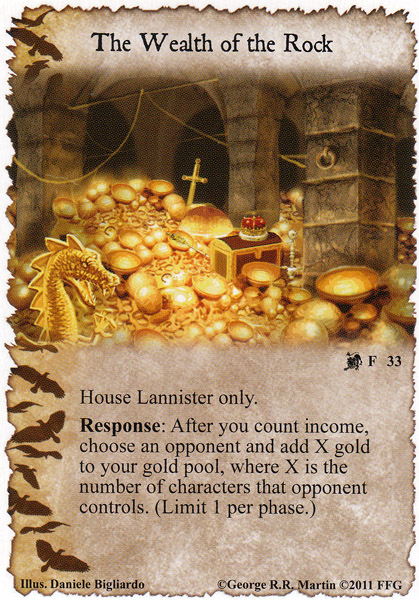 The Wealth of the Rock
F 33
House Lannister only.
Response: After you count income,
choose an opponent and add X gold
to your gold pool, where X is the
number of characters that opponent
controls. (Limit 1 per phase.)
Illus. Daniele Bigliardo ©George R.R. Martin ©2011 FFG